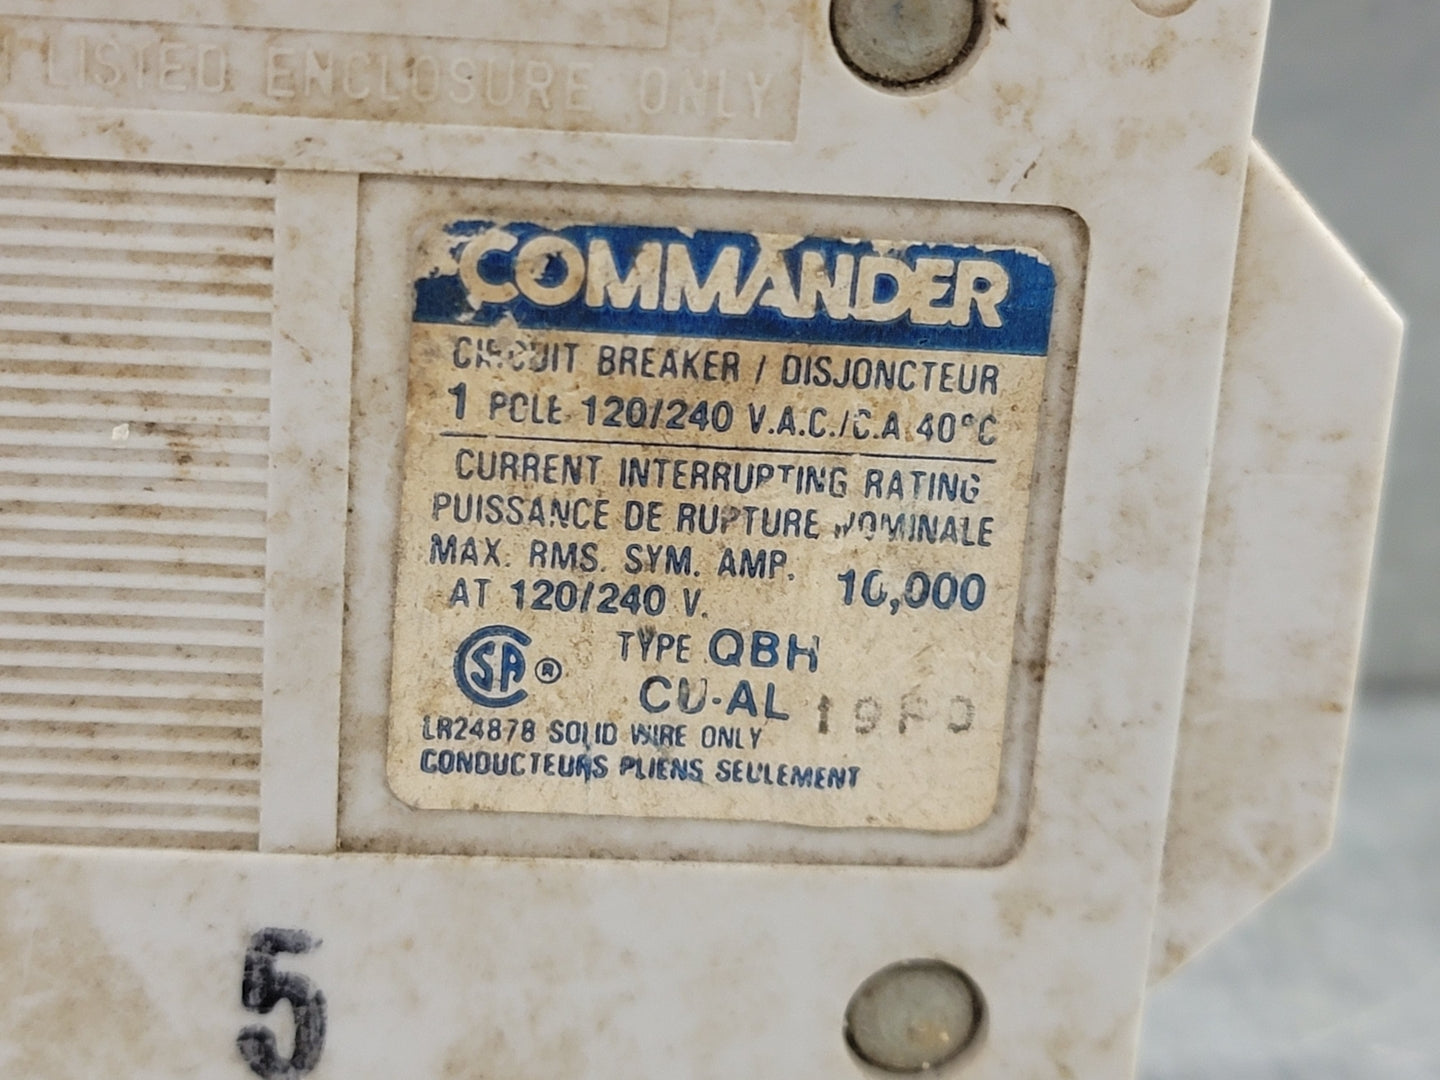 LISTED ENCLOSURE ONLY
COMMANDER
CIRCUIT BREAKER / DISJONCTEUR
1 POLE 120/240 V.A.C./C.A 40°C
CURRENT INTERRUPTING RATING
PUISSANCE DE RUPTURE NOMINALE
MAX. RMS. SYM. AMP.
AT 120/240 V. 10,000
TYPE QBH
CSA ®
CU-AL
LR24878 SOLID WIRE ONLY
CONDUCTEURS PLIENS SEULEMENT
5